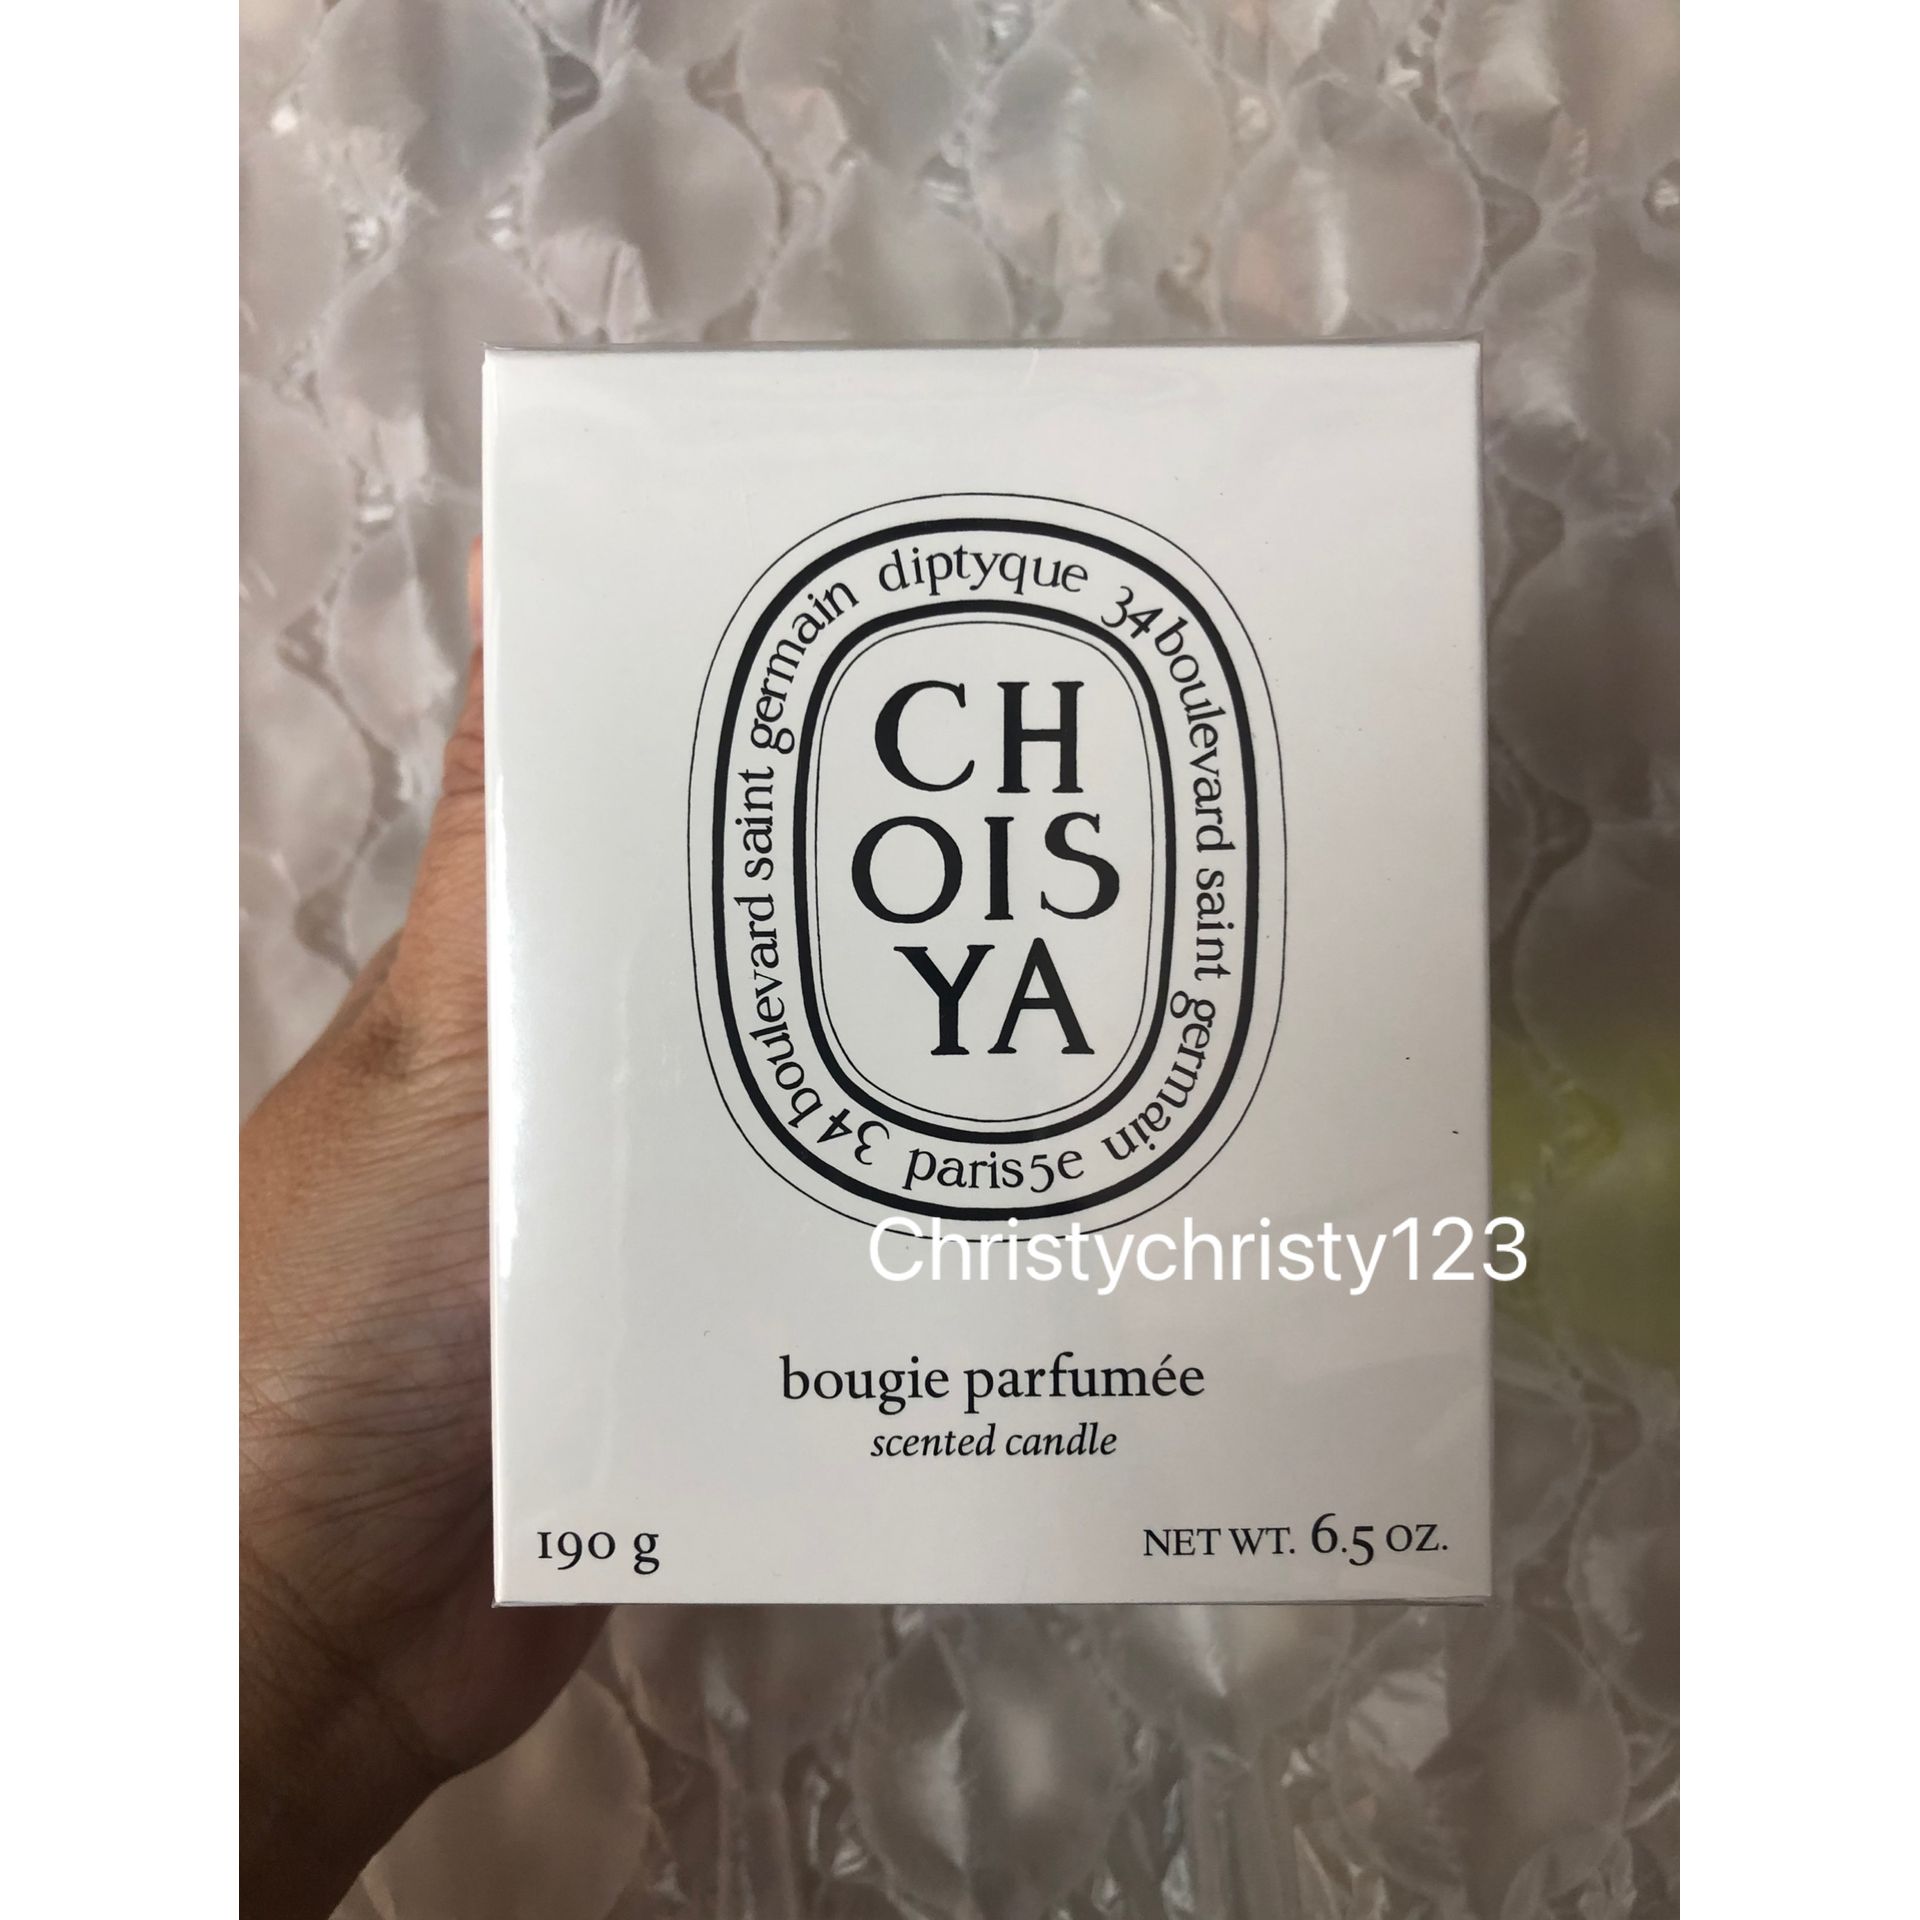 diptyque
34 boulevard saint germain
34 boulevard saint germain
paris 5e
CH
OIS
YA
Christychristy123
bougie parfumée
scented candle
190 g
NET WT. 6.5 OZ.